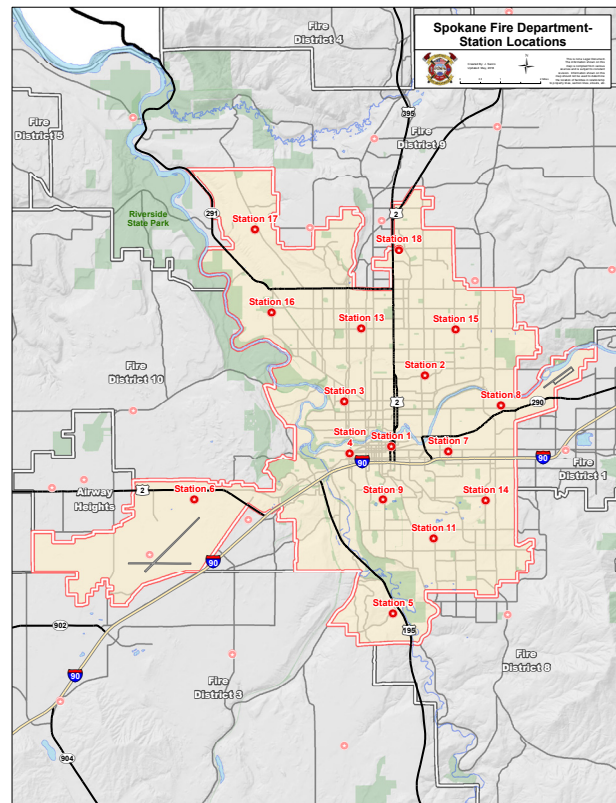 Spokane Fire Department-
Station Locations
Fire
District 4
395
Fire
District 9
Fire
District 5
Riverside
State Park
291
2
Station 17
Station 18
Station 16
Station 13
Station 15
Station 2
Fire
District 10
Station 3
2
Station 8
290
Station
4
Station 1
Station 7
90
90
Fire
District 1
Airway
Heights
2
Station 6
Station 9
Station 14
Station 11
90
Station 5
195
902
90
Fire
District 3
Fire
District 8
904